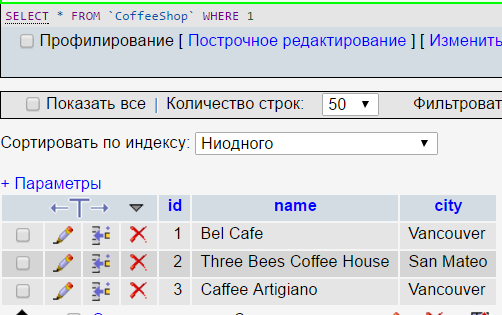 SELECT * FROM `CoffeeShop` WHERE 1
Профилирование [ Построчное редактирование ] [ Изменить
Показать все | Количество строк: 50 Фильтроват
Сортировать по индексу: Ниодного
+ Параметры
←T→ id name city
1 Bel Cafe Vancouver
2 Three Bees Coffee House San Mateo
3 Caffee Artigiano Vancouver